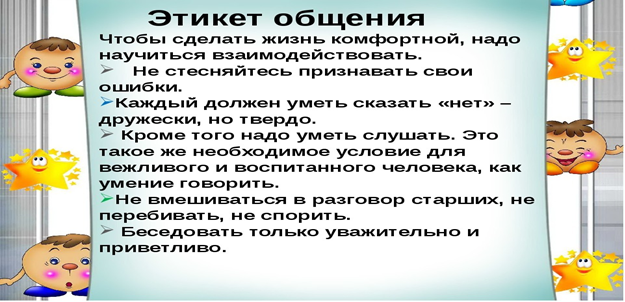 Этикет общения
Чтобы сделать жизнь комфортной, надо
научиться взаимодействовать.
➢ Не стесняйтесь признавать свои
ошибки.
➢Каждый должен уметь сказать «нет» –
дружески, но твердо.
➢ Кроме того надо уметь слушать. Это
такое же необходимое условие для
вежливого и воспитанного человека, как
умение говорить.
➢Не вмешиваться в разговор старших, не
перебивать, не спорить.
➢ Беседовать только уважительно и
приветливо.